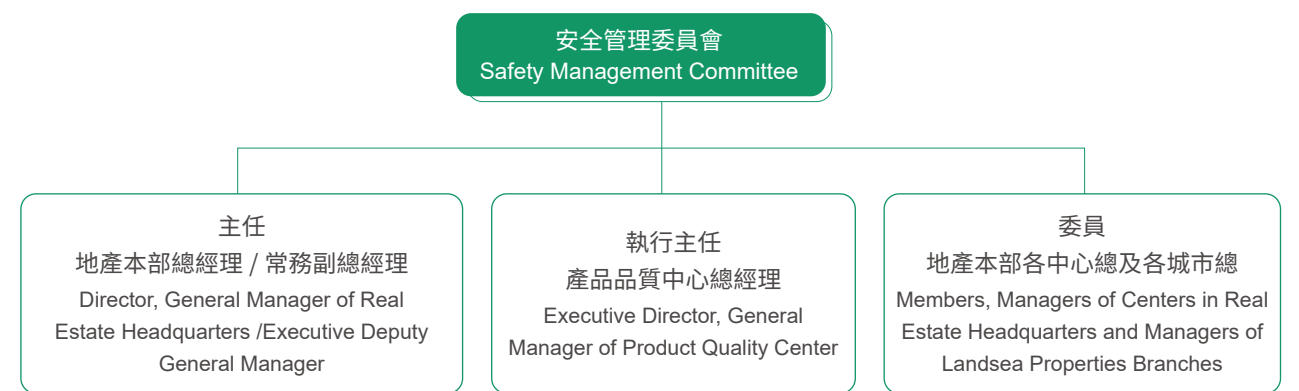 安全管理委員會
Safety Management Committee
主任
地產本部總經理 / 常務副總經理
Director, General Manager of Real
Estate Headquarters /Executive Deputy
General Manager
執行主任
產品品質中心總經理
Executive Director, General
Manager of Product Quality Center
委員
地產本部各中心總及各城市總
Members, Managers of Centers in Real
Estate Headquarters and Managers of
Landsea Properties Branches